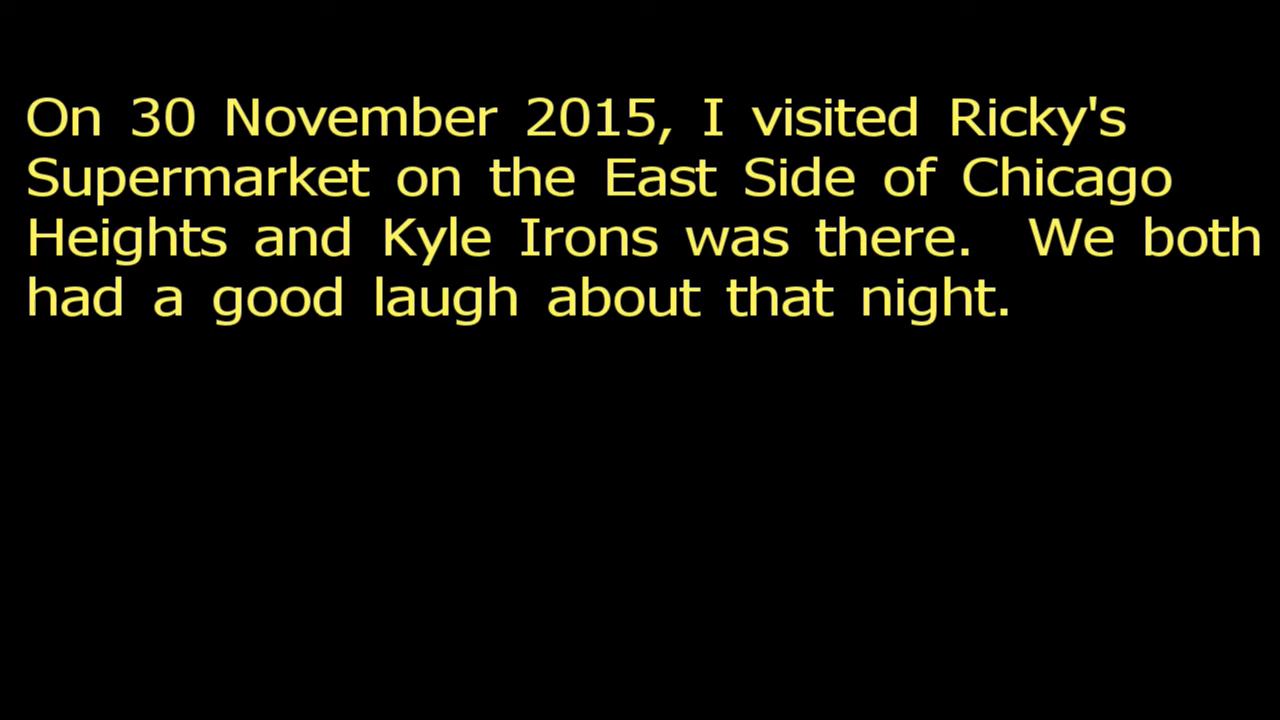 On 30 November 2015, I visited Ricky's
Supermarket on the East Side of Chicago
Heights and Kyle Irons was there.  We both
had a good laugh about that night.